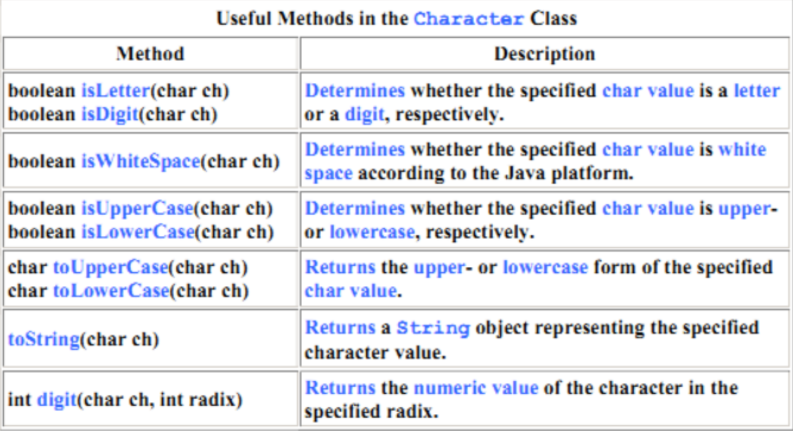 Useful Methods in the Character Class
Method
Description
boolean isLetter(char ch)
boolean isDigit(char ch)
Determines whether the specified char value is a letter
or a digit, respectively.
boolean isWhiteSpace(char ch)
Determines whether the specified char value is white
space according to the Java platform.
boolean isUpperCase(char ch)
boolean isLowerCase(char ch)
Determines whether the specified char value is upper-
or lowercase, respectively.
char toUpperCase(char ch)
char toLowerCase(char ch)
Returns the upper- or lowercase form of the specified
char value.
toString(char ch)
Returns a String object representing the specified
character value.
int digit(char ch, int radix)
Returns the numeric value of the character in the
specified radix.